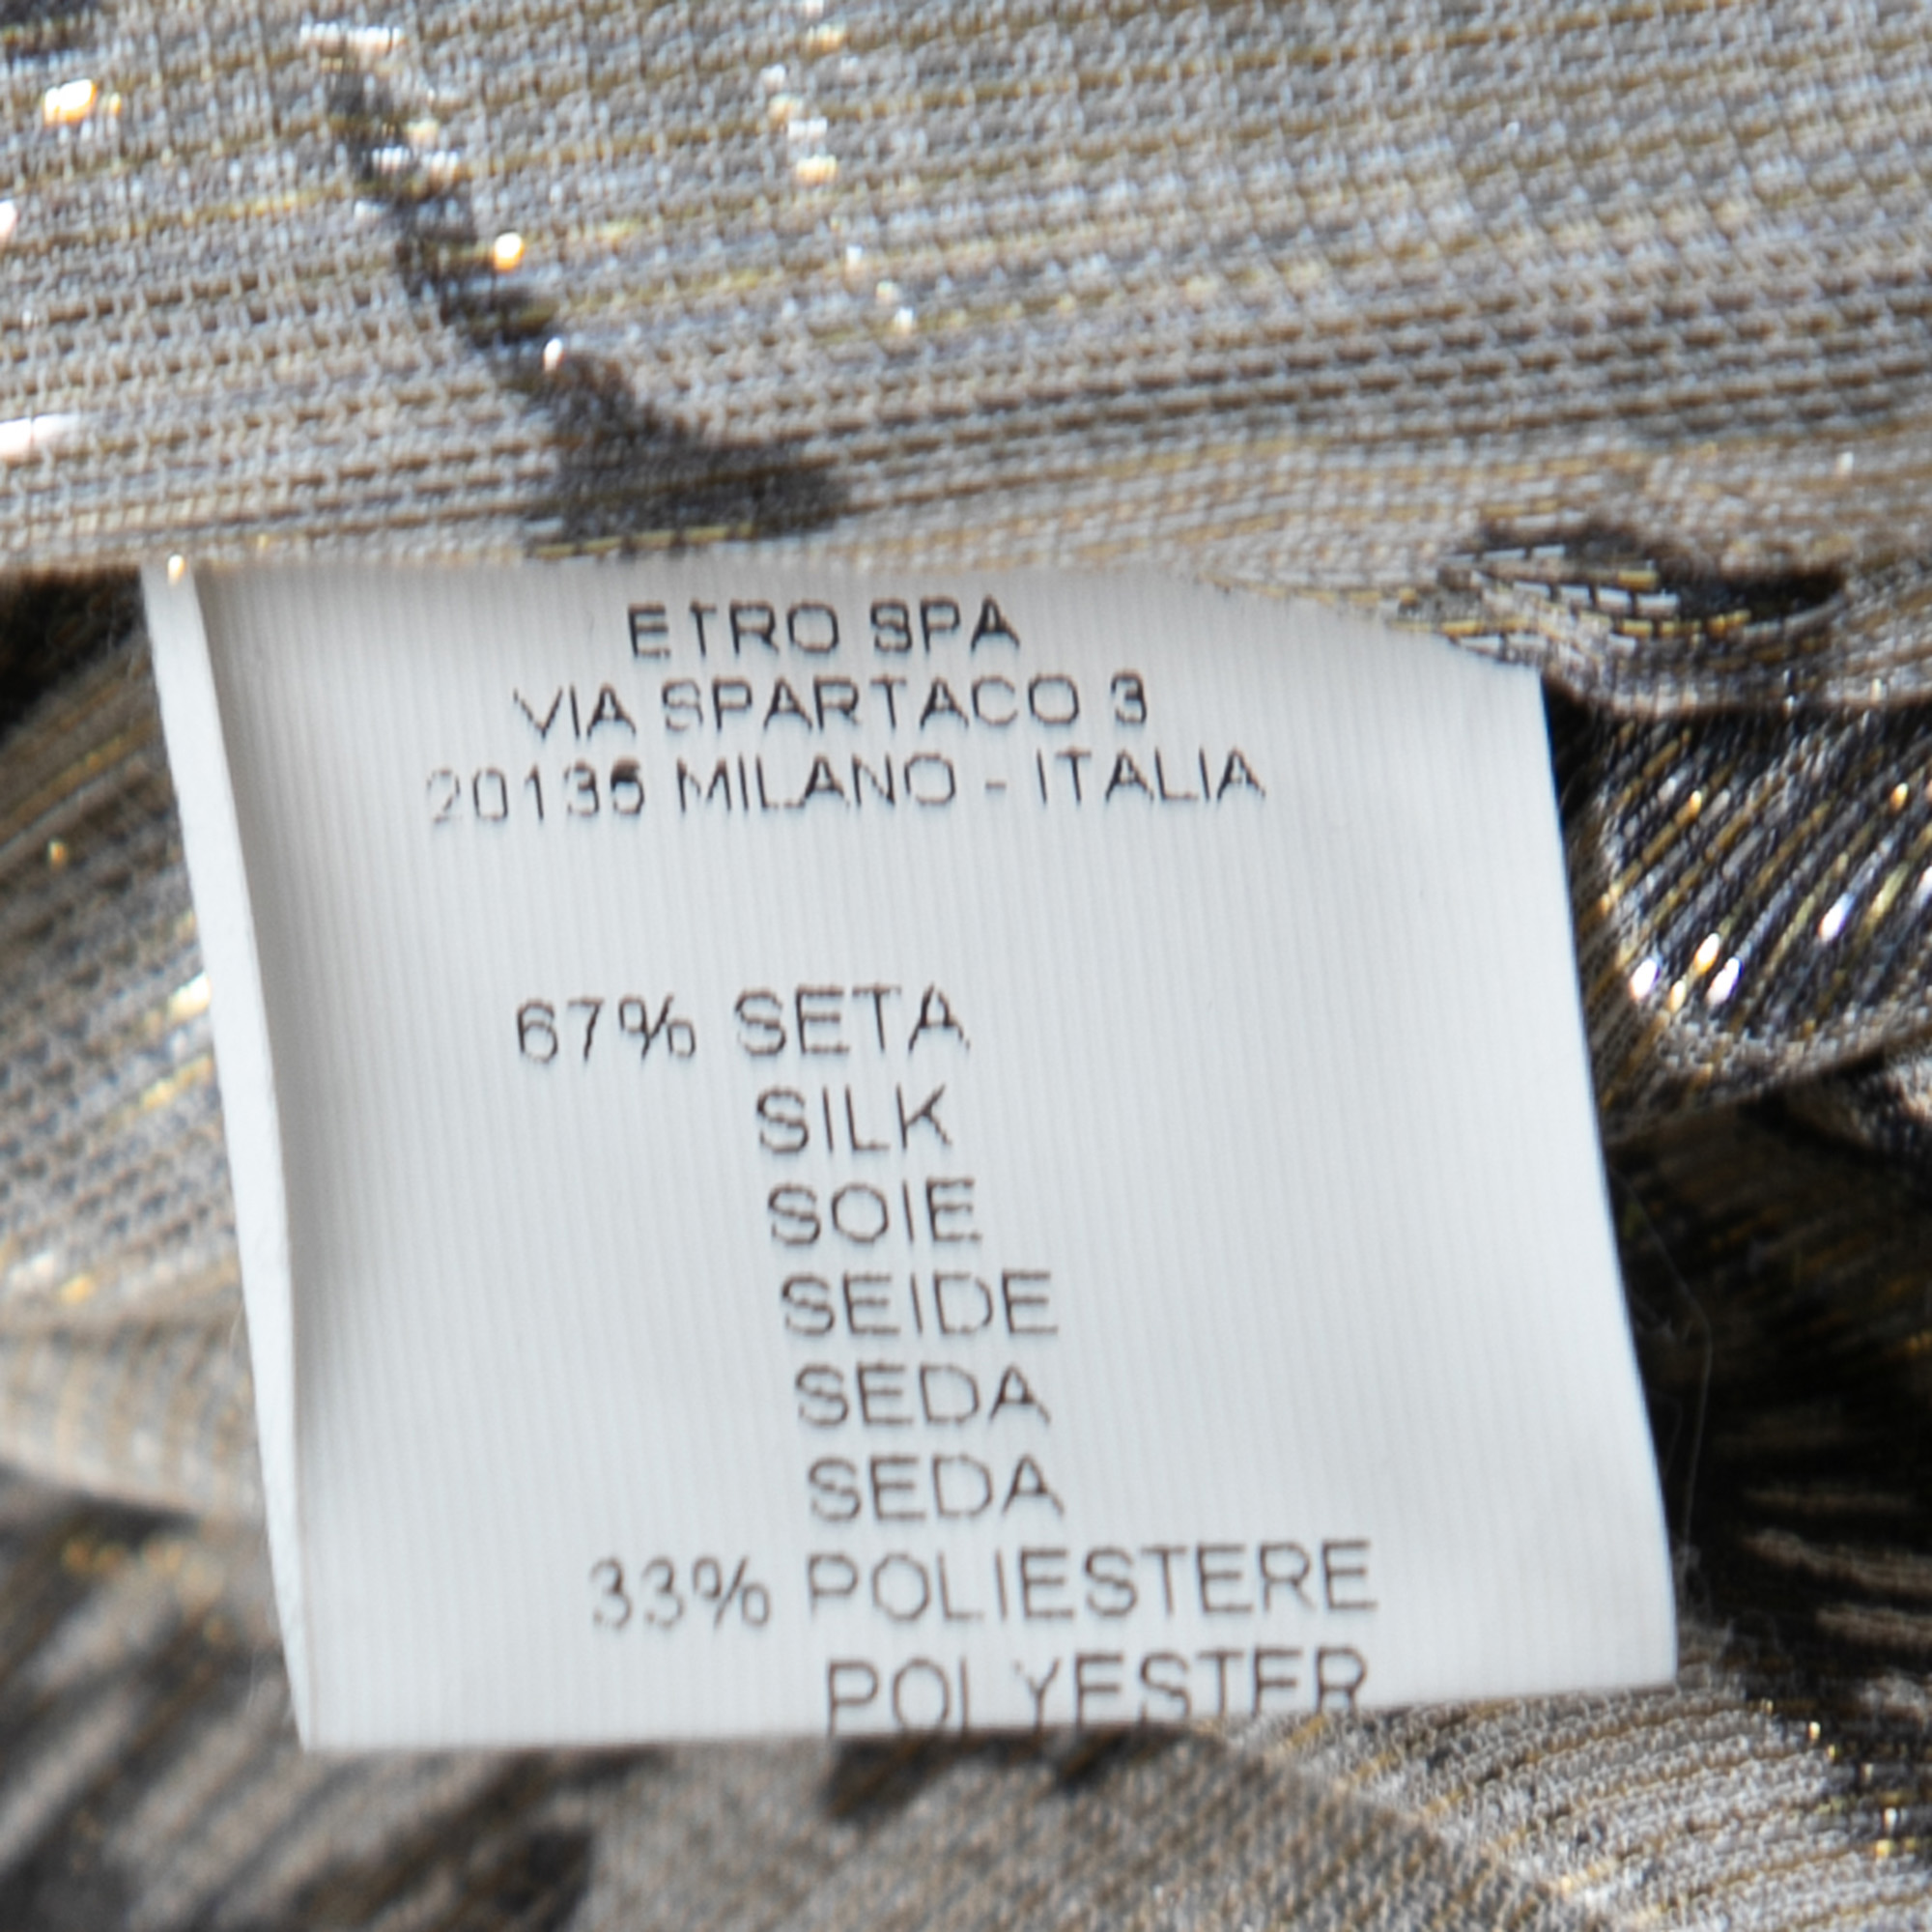 ETRO SPA
VIA SPARTACO 3
20135 MILANO - ITALIA
67% SETA
SILK
SOIE
SEIDE
SEDA
SEDA
33% POLIESTERE
POLYESTER